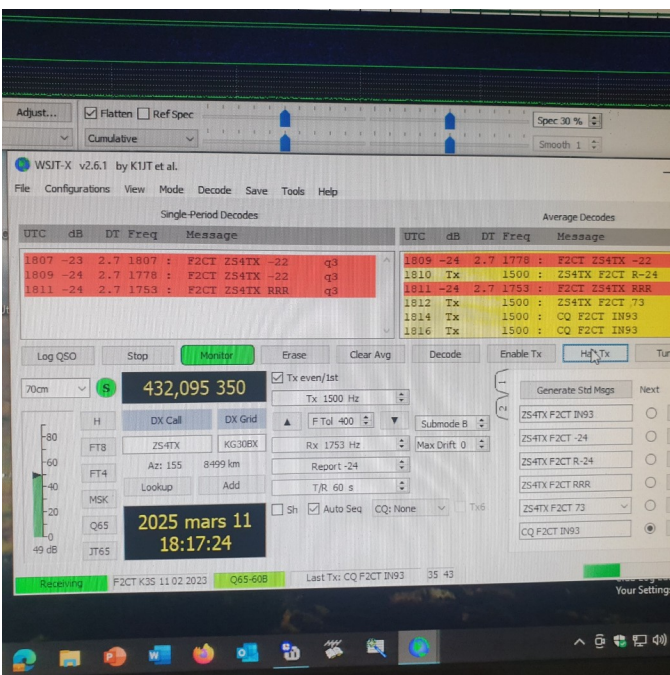 Adjust... Flatten Ref Spec Spec 30 %
Cumulative Smooth 1
WSJT-X v2.6.1 by K1JT et al.
File Configurations View Mode Decode Save Tools Help
Single-Period Decodes Average Decodes
UTC dB DT Freq Message UTC dB DT Freq Message
1807 -23 2.7 1807 : F2CT ZS4TX -22 q3
1809 -24 2.7 1778 : F2CT ZS4TX -22 q3
1811 -24 2.7 1753 : F2CT ZS4TX RRR q3
1809 -24 2.7 1778 : F2CT ZS4TX -22
1810 Tx 1500 : ZS4TX F2CT R-24
1811 -24 2.7 1753 : F2CT ZS4TX RRR
1812 Tx 1500 : ZS4TX F2CT 73
1814 Tx 1500 : CQ F2CT IN93
1816 Tx 1500 : CQ F2CT IN93
Log QSO Stop Monitor Erase Clear Avg Decode Enable Tx Tx
70cm S 432,095 350 Tx even/1st
Tx 1500 Hz
Generate Std Msgs Next
H DX Call DX Grid F Tol 400 Submode B
ZS4TX F2CT IN93
FT8 ZS4TX KG30BX Rx 1753 Hz Max Drift 0
ZS4TX F2CT -24
FT4 Az: 155 8499 km Report -24
ZS4TX F2CT R-24
MSK Lookup Add T/R 60 s
ZS4TX F2CT RRR
Q65 2025 mars 11 Sh Auto Seq CQ: None Tx6
ZS4TX F2CT 73
JT65 18:17:24
CQ F2CT IN93
-80
-60
-40
-20
0
49 dB
Receiving F2CT K3S 11 02 2023 Q65-60B Last Tx: CQ F2CT IN93 35 43
Your Setting